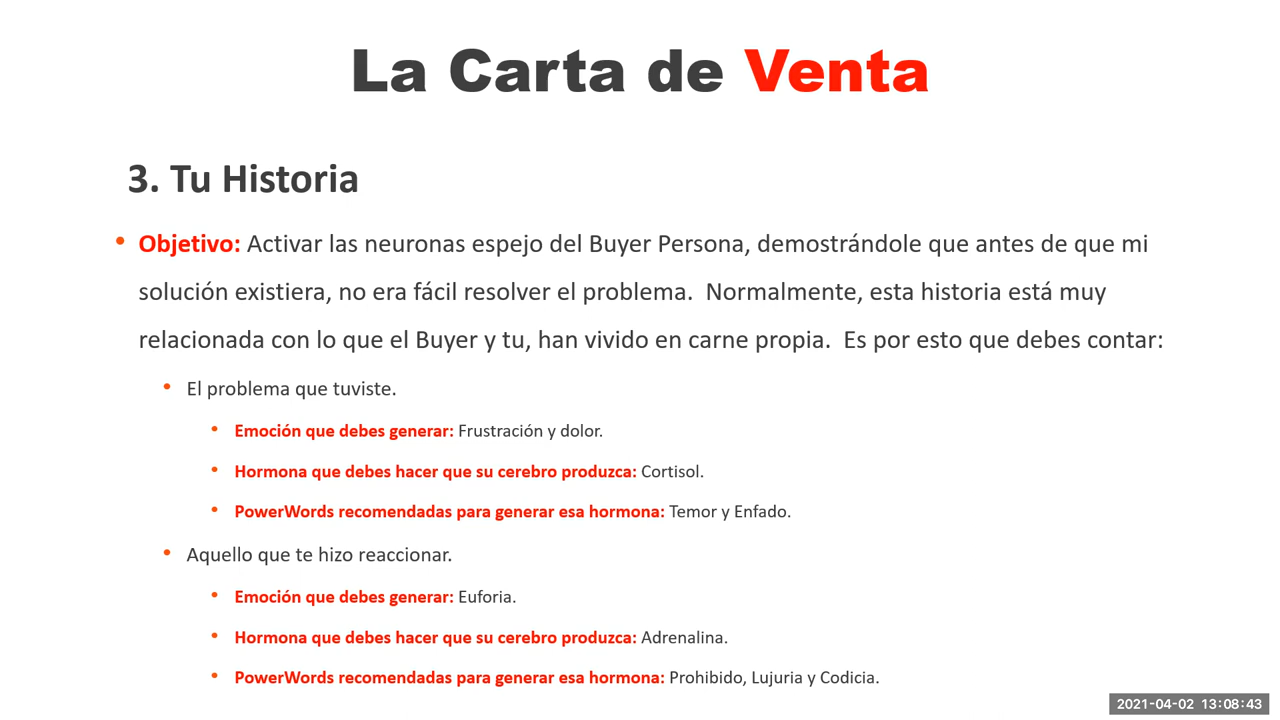 La Carta de Venta
3. Tu Historia
• Objetivo: Activar las neuronas espejo del Buyer Persona, demostrándole que antes de que mi
solución existiera, no era fácil resolver el problema.  Normalmente, esta historia está muy
relacionada con lo que el Buyer y tu, han vivido en carne propia.  Es por esto que debes contar:
• El problema que tuviste.
• Emoción que debes generar: Frustración y dolor.
• Hormona que debes hacer que su cerebro produzca: Cortisol.
• PowerWords recomendadas para generar esa hormona: Temor y Enfado.
• Aquello que te hizo reaccionar.
• Emoción que debes generar: Euforia.
• Hormona que debes hacer que su cerebro produzca: Adrenalina.
• PowerWords recomendadas para generar esa hormona: Prohibido, Lujuria y Codicia.
2021-04-02 13:08:43